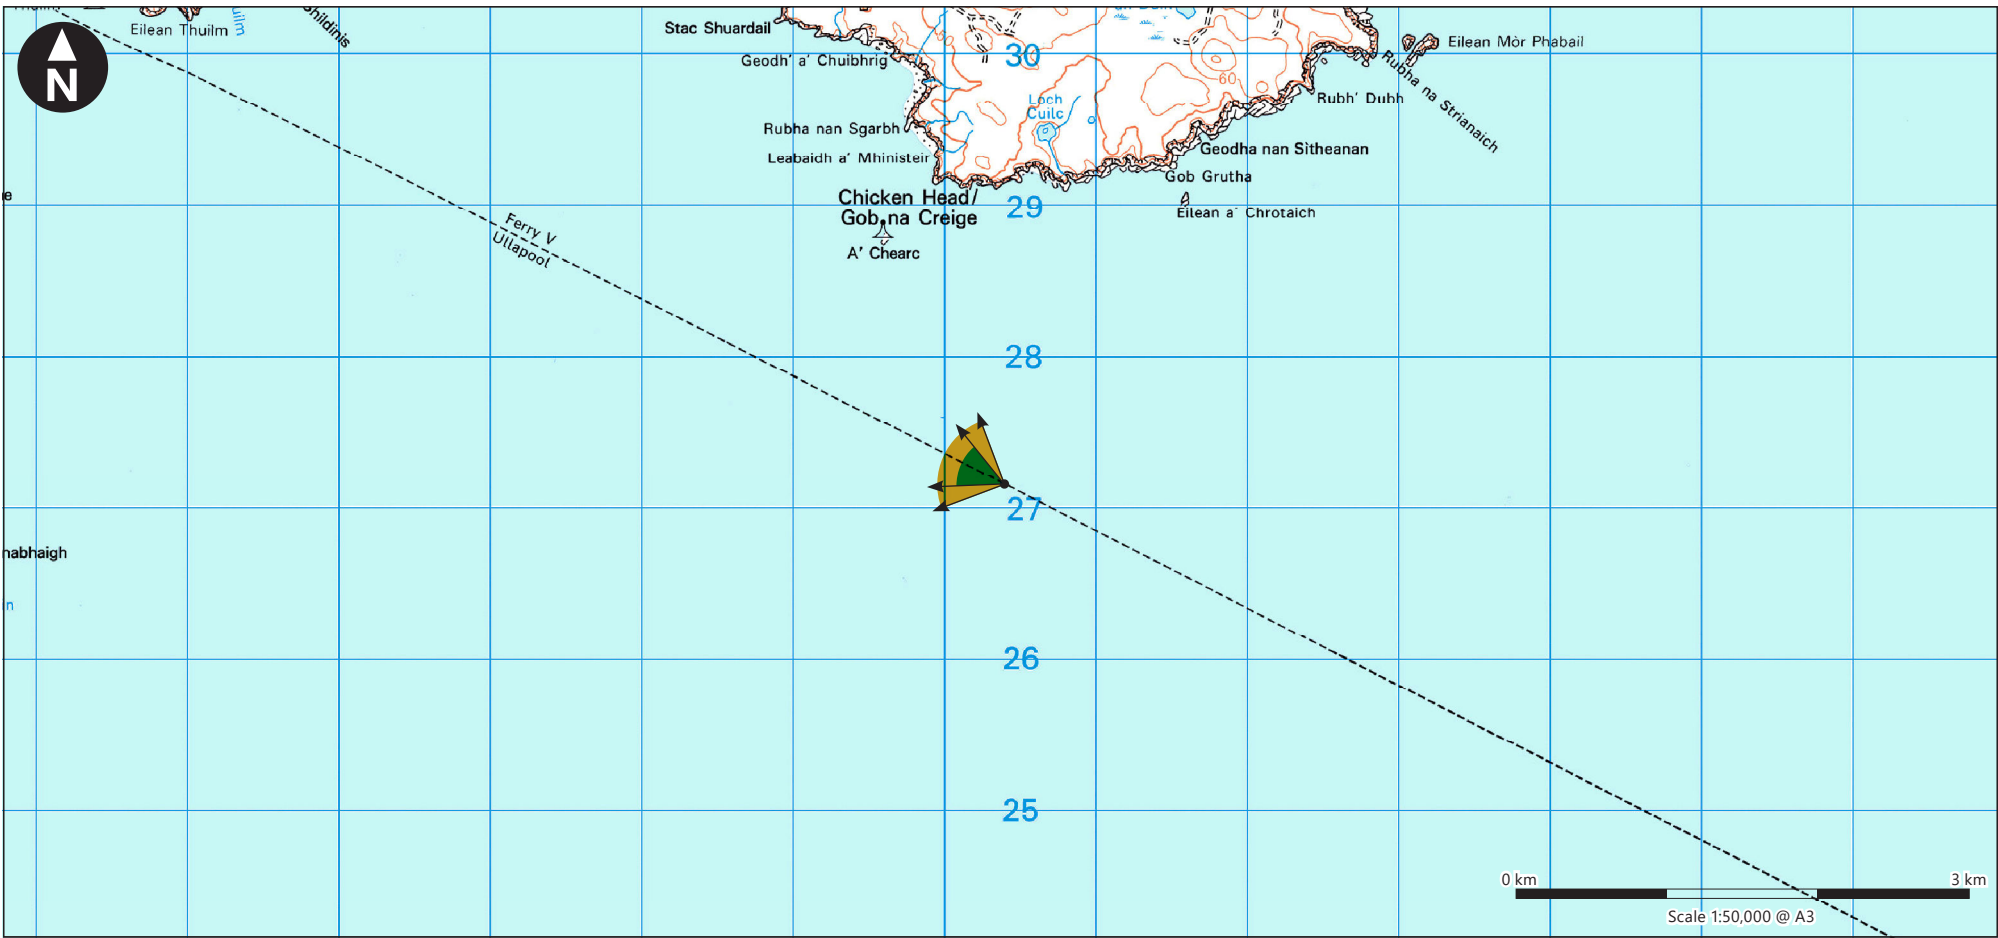 Eilean Thuilm
Stac Shuardail
Geodh' a' Chuibhrig
30
Eilean Mòr Phabail
60
Rubha na Strianaich
Rubh' Dubh
Loch
Cuilc
Rubha nan Sgarbh
Leabaidh a' Mhinisteir
Geodha nan Sìtheanan
Gob Grutha
Chicken Head/
Gob na Creige
29
Eilean a' Chrotaich
A' Chearc
Ferry V
Ullapool
28
N
27
nabhaigh
in
26
25
0 km
3 km
Scale 1:50,000 @ A3